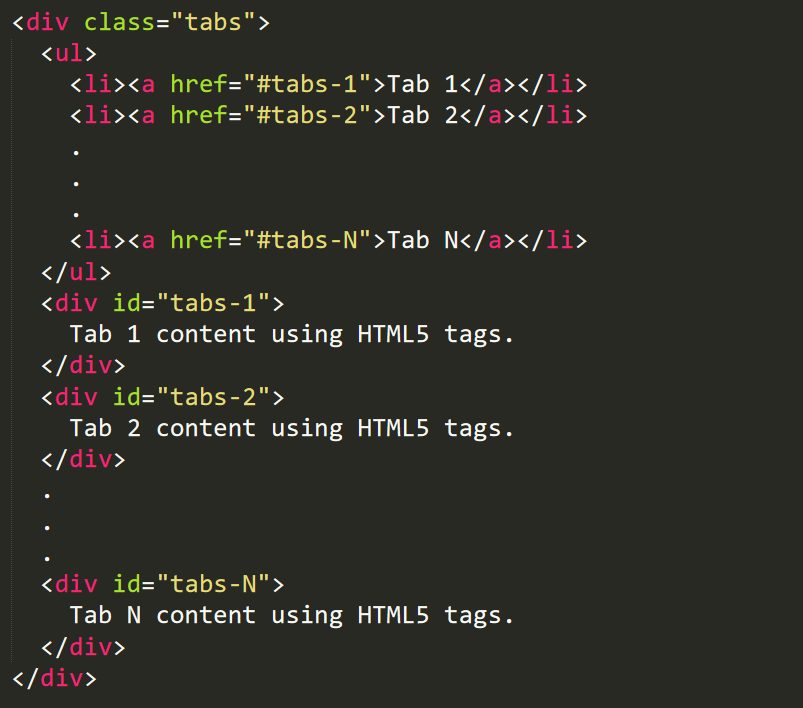 <div class="tabs">
  <ul>
    <li><a href="#tabs-1">Tab 1</a></li>
    <li><a href="#tabs-2">Tab 2</a></li>
    .
    .
    .
    <li><a href="#tabs-N">Tab N</a></li>
  </ul>
  <div id="tabs-1">
    Tab 1 content using HTML5 tags.
  </div>
  <div id="tabs-2">
    Tab 2 content using HTML5 tags.
  </div>
  .
  .
  .
  <div id="tabs-N">
    Tab N content using HTML5 tags.
  </div>
</div>